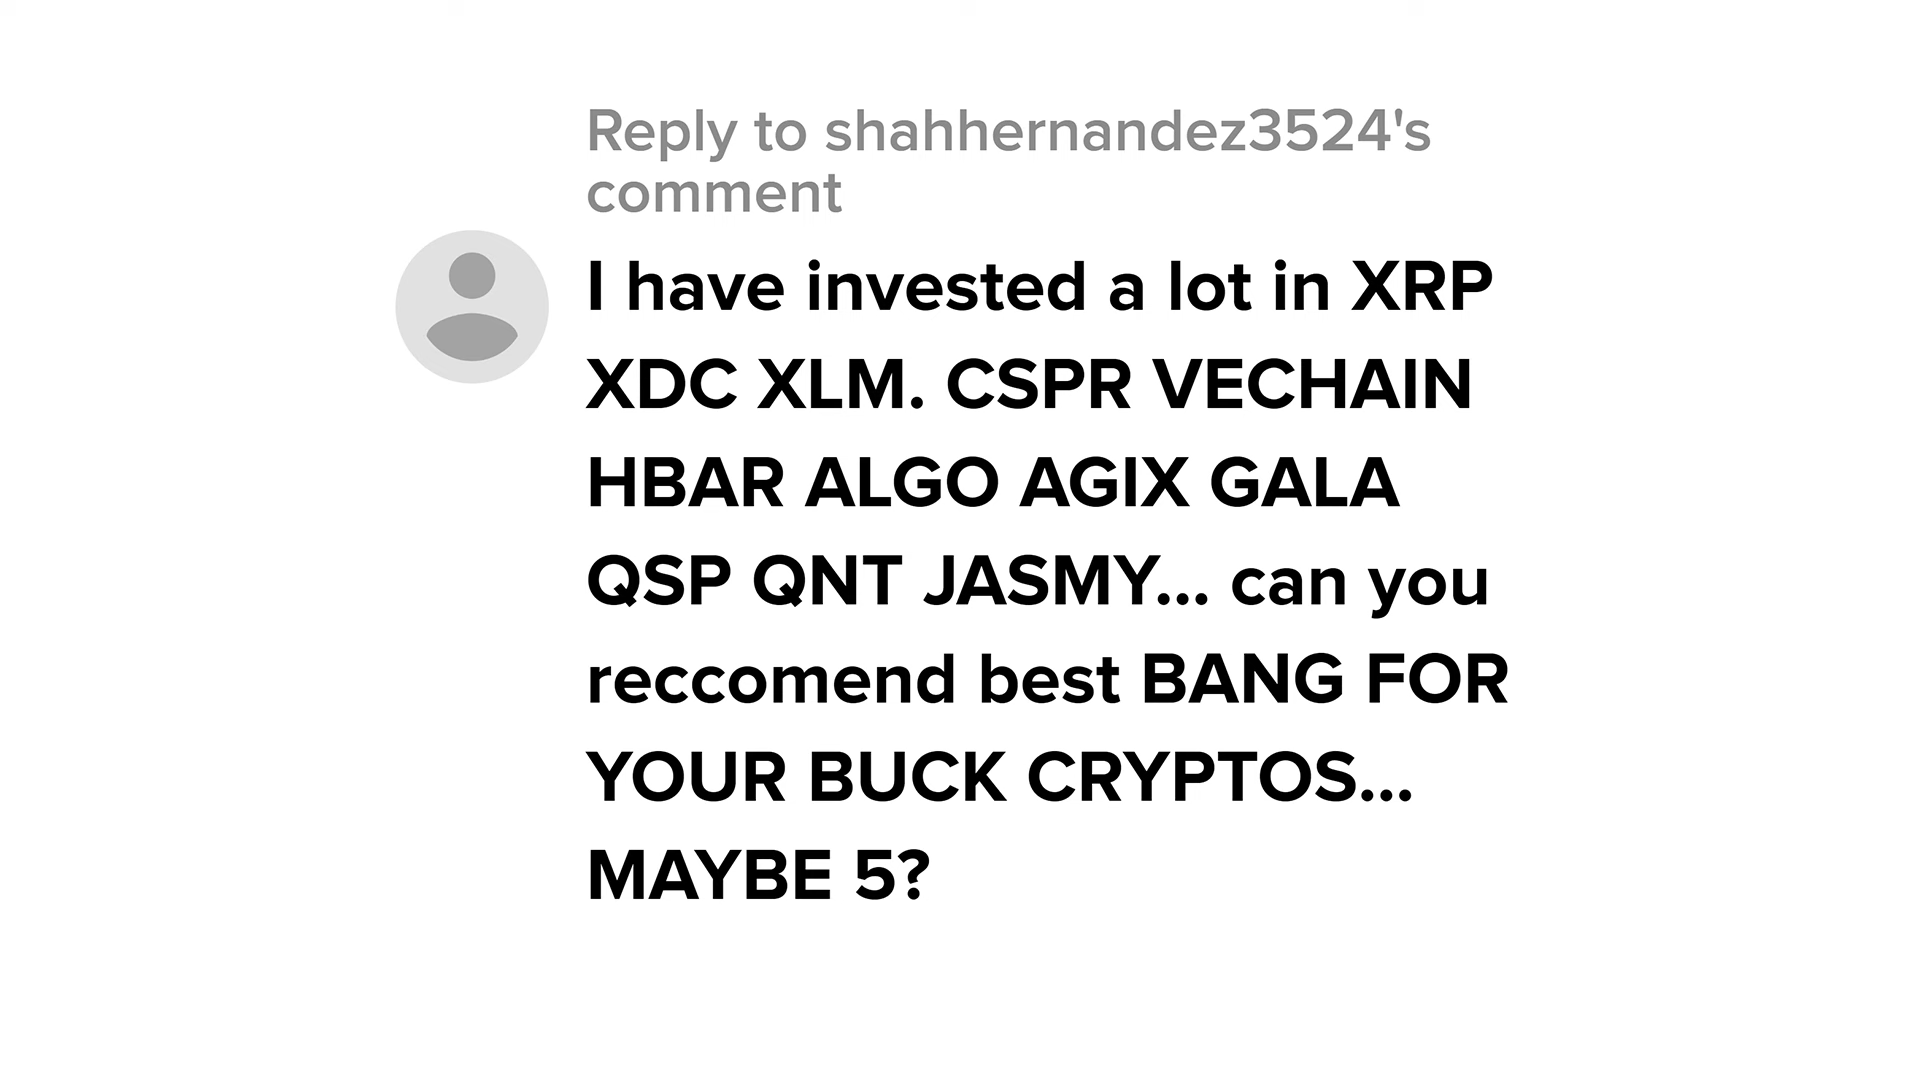 Reply to shahhernandez3524's
comment
I have invested a lot in XRP
XDC XLM. CSPR VECHAIN
HBAR ALGO AGIX GALA
QSP QNT JASMY... can you
reccomend best BANG FOR
YOUR BUCK CRYPTOS...
MAYBE 5?